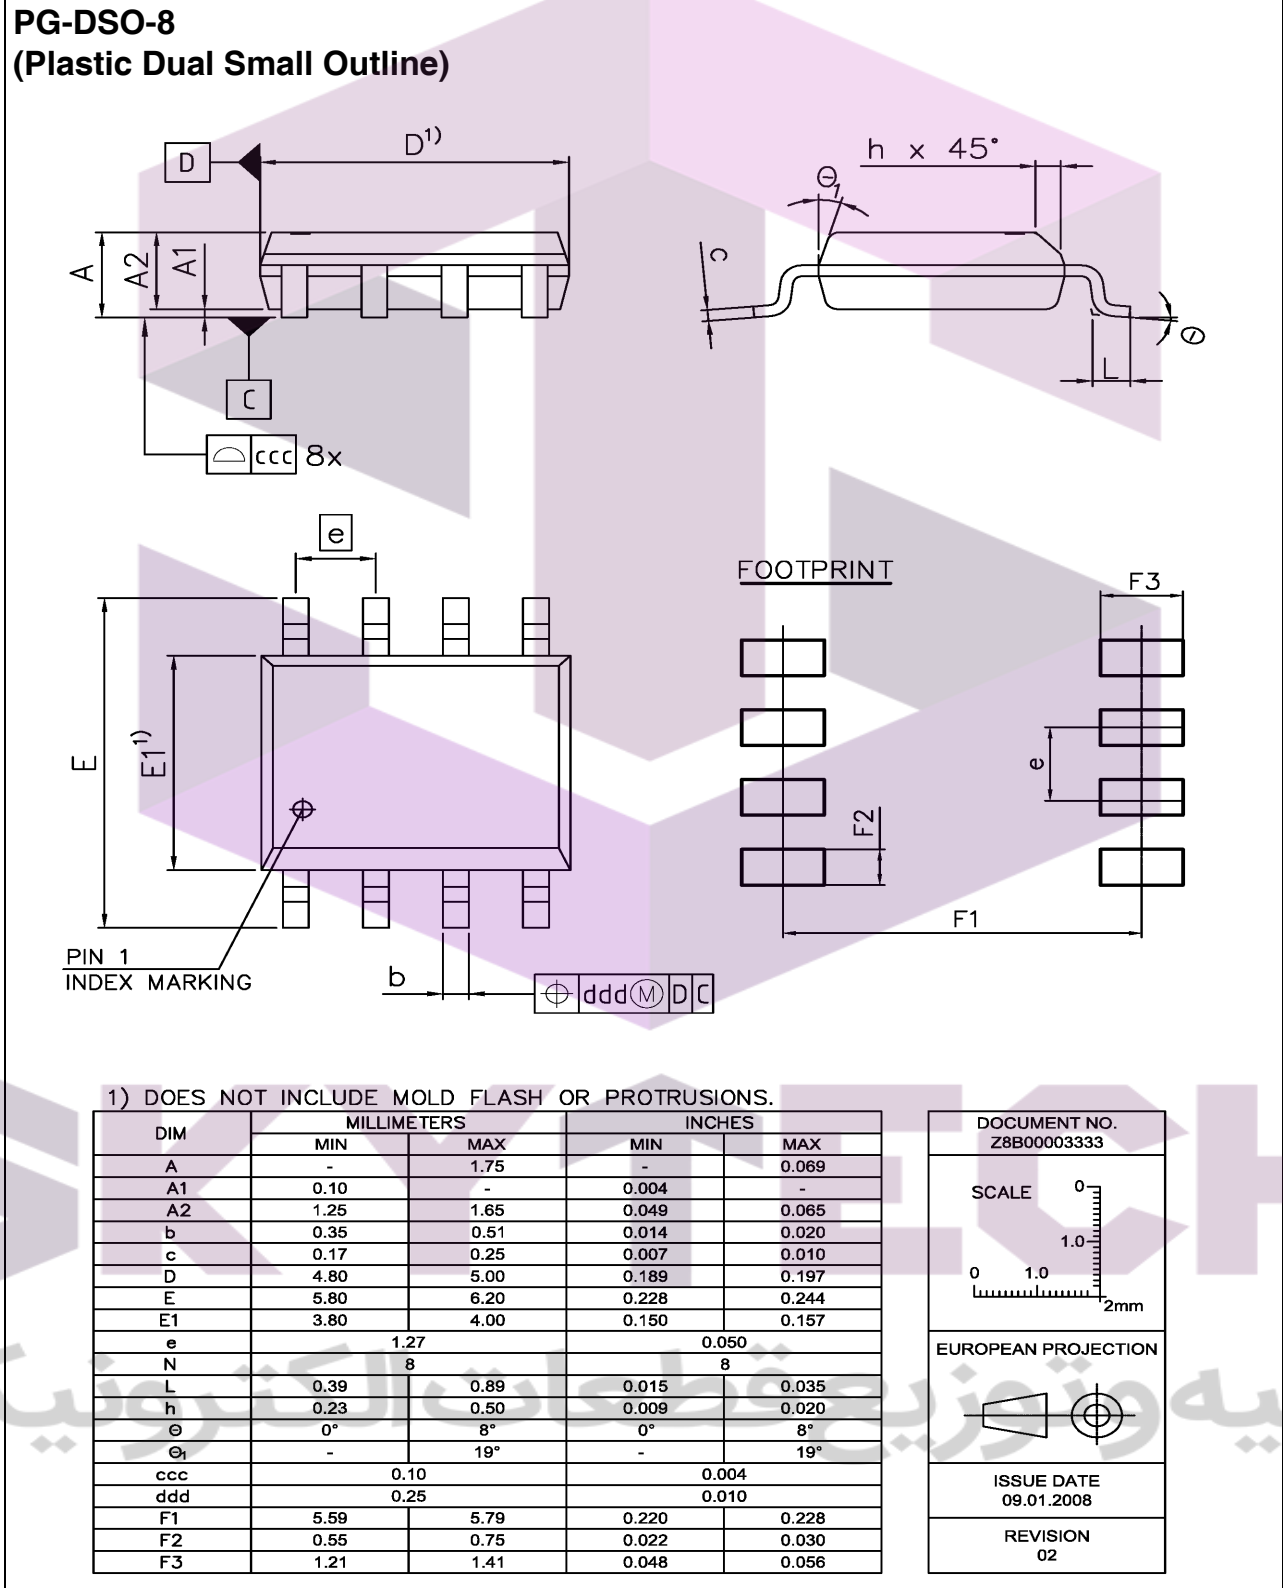 PG-DSO-8
(Plastic Dual Small Outline)
D
D1)
h x 45°
Θ1
A
A2
A1
c
C
L
Θ
ccc 8x
e
FOOTPRINT
F3
E
E11)
e
F2
F1
PIN 1
INDEX MARKING
b
ddd M D C
SKYTECH
1) DOES NOT INCLUDE MOLD FLASH OR PROTRUSIONS.
DIM MILLIMETERS INCHES
MIN MAX MIN MAX
A - 1.75 - 0.069
A1 0.10 - 0.004 -
A2 1.25 1.65 0.049 0.065
b 0.35 0.51 0.014 0.020
c 0.17 0.25 0.007 0.010
D 4.80 5.00 0.189 0.197
E 5.80 6.20 0.228 0.244
E1 3.80 4.00 0.150 0.157
e 1.27 0.050
N 8 8
L 0.39 0.89 0.015 0.035
h 0.23 0.50 0.009 0.020
Θ 0° 8° 0° 8°
Θ1 - 19° - 19°
ccc 0.10 0.004
ddd 0.25 0.010
F1 5.59 5.79 0.220 0.228
F2 0.55 0.75 0.022 0.030
F3 1.21 1.41 0.048 0.056
DOCUMENT NO.
Z8B00003333
SCALE 0
1.0
0 1.0
2mm
EUROPEAN PROJECTION
ISSUE DATE
09.01.2008
REVISION
02
وتوزیع قطعات